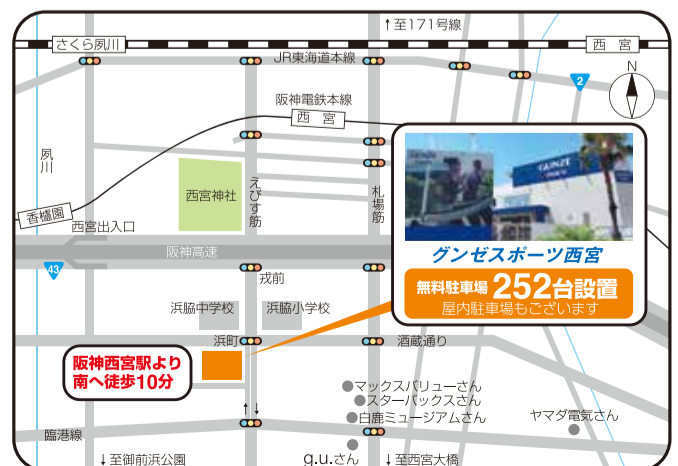 ↑至171号線
さくら夙川
西宮
JR東海道本線
N
2
阪神電鉄本線
西宮
夙川
西宮神社
えびす筋
札場筋
香櫨園
西宮出入口
阪神高速
43
GUNZE
グンゼスポーツ西宮
無料駐車場252台設置
屋内駐車場もございます
戎前
浜脇中学校
浜脇小学校
浜町
酒蔵通り
阪神西宮駅より
南へ徒歩10分
マックスバリューさん
スターバックスさん
白鹿ミュージアムさん
ヤマダ電気さん
↑↓
臨港線
↓至御前浜公園
g.u.さん
↓至西宮大橋